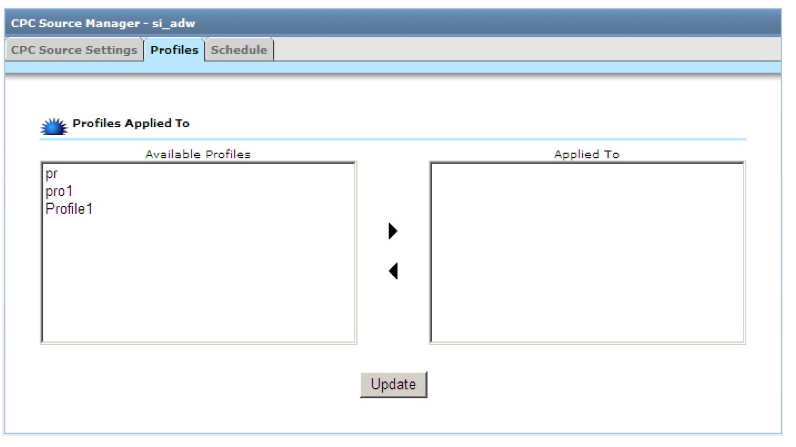 CPC Source Manager - si_adw
CPC Source Settings Profiles Schedule
Profiles Applied To
Available Profiles Applied To
pr
pro1
Profile1
Update